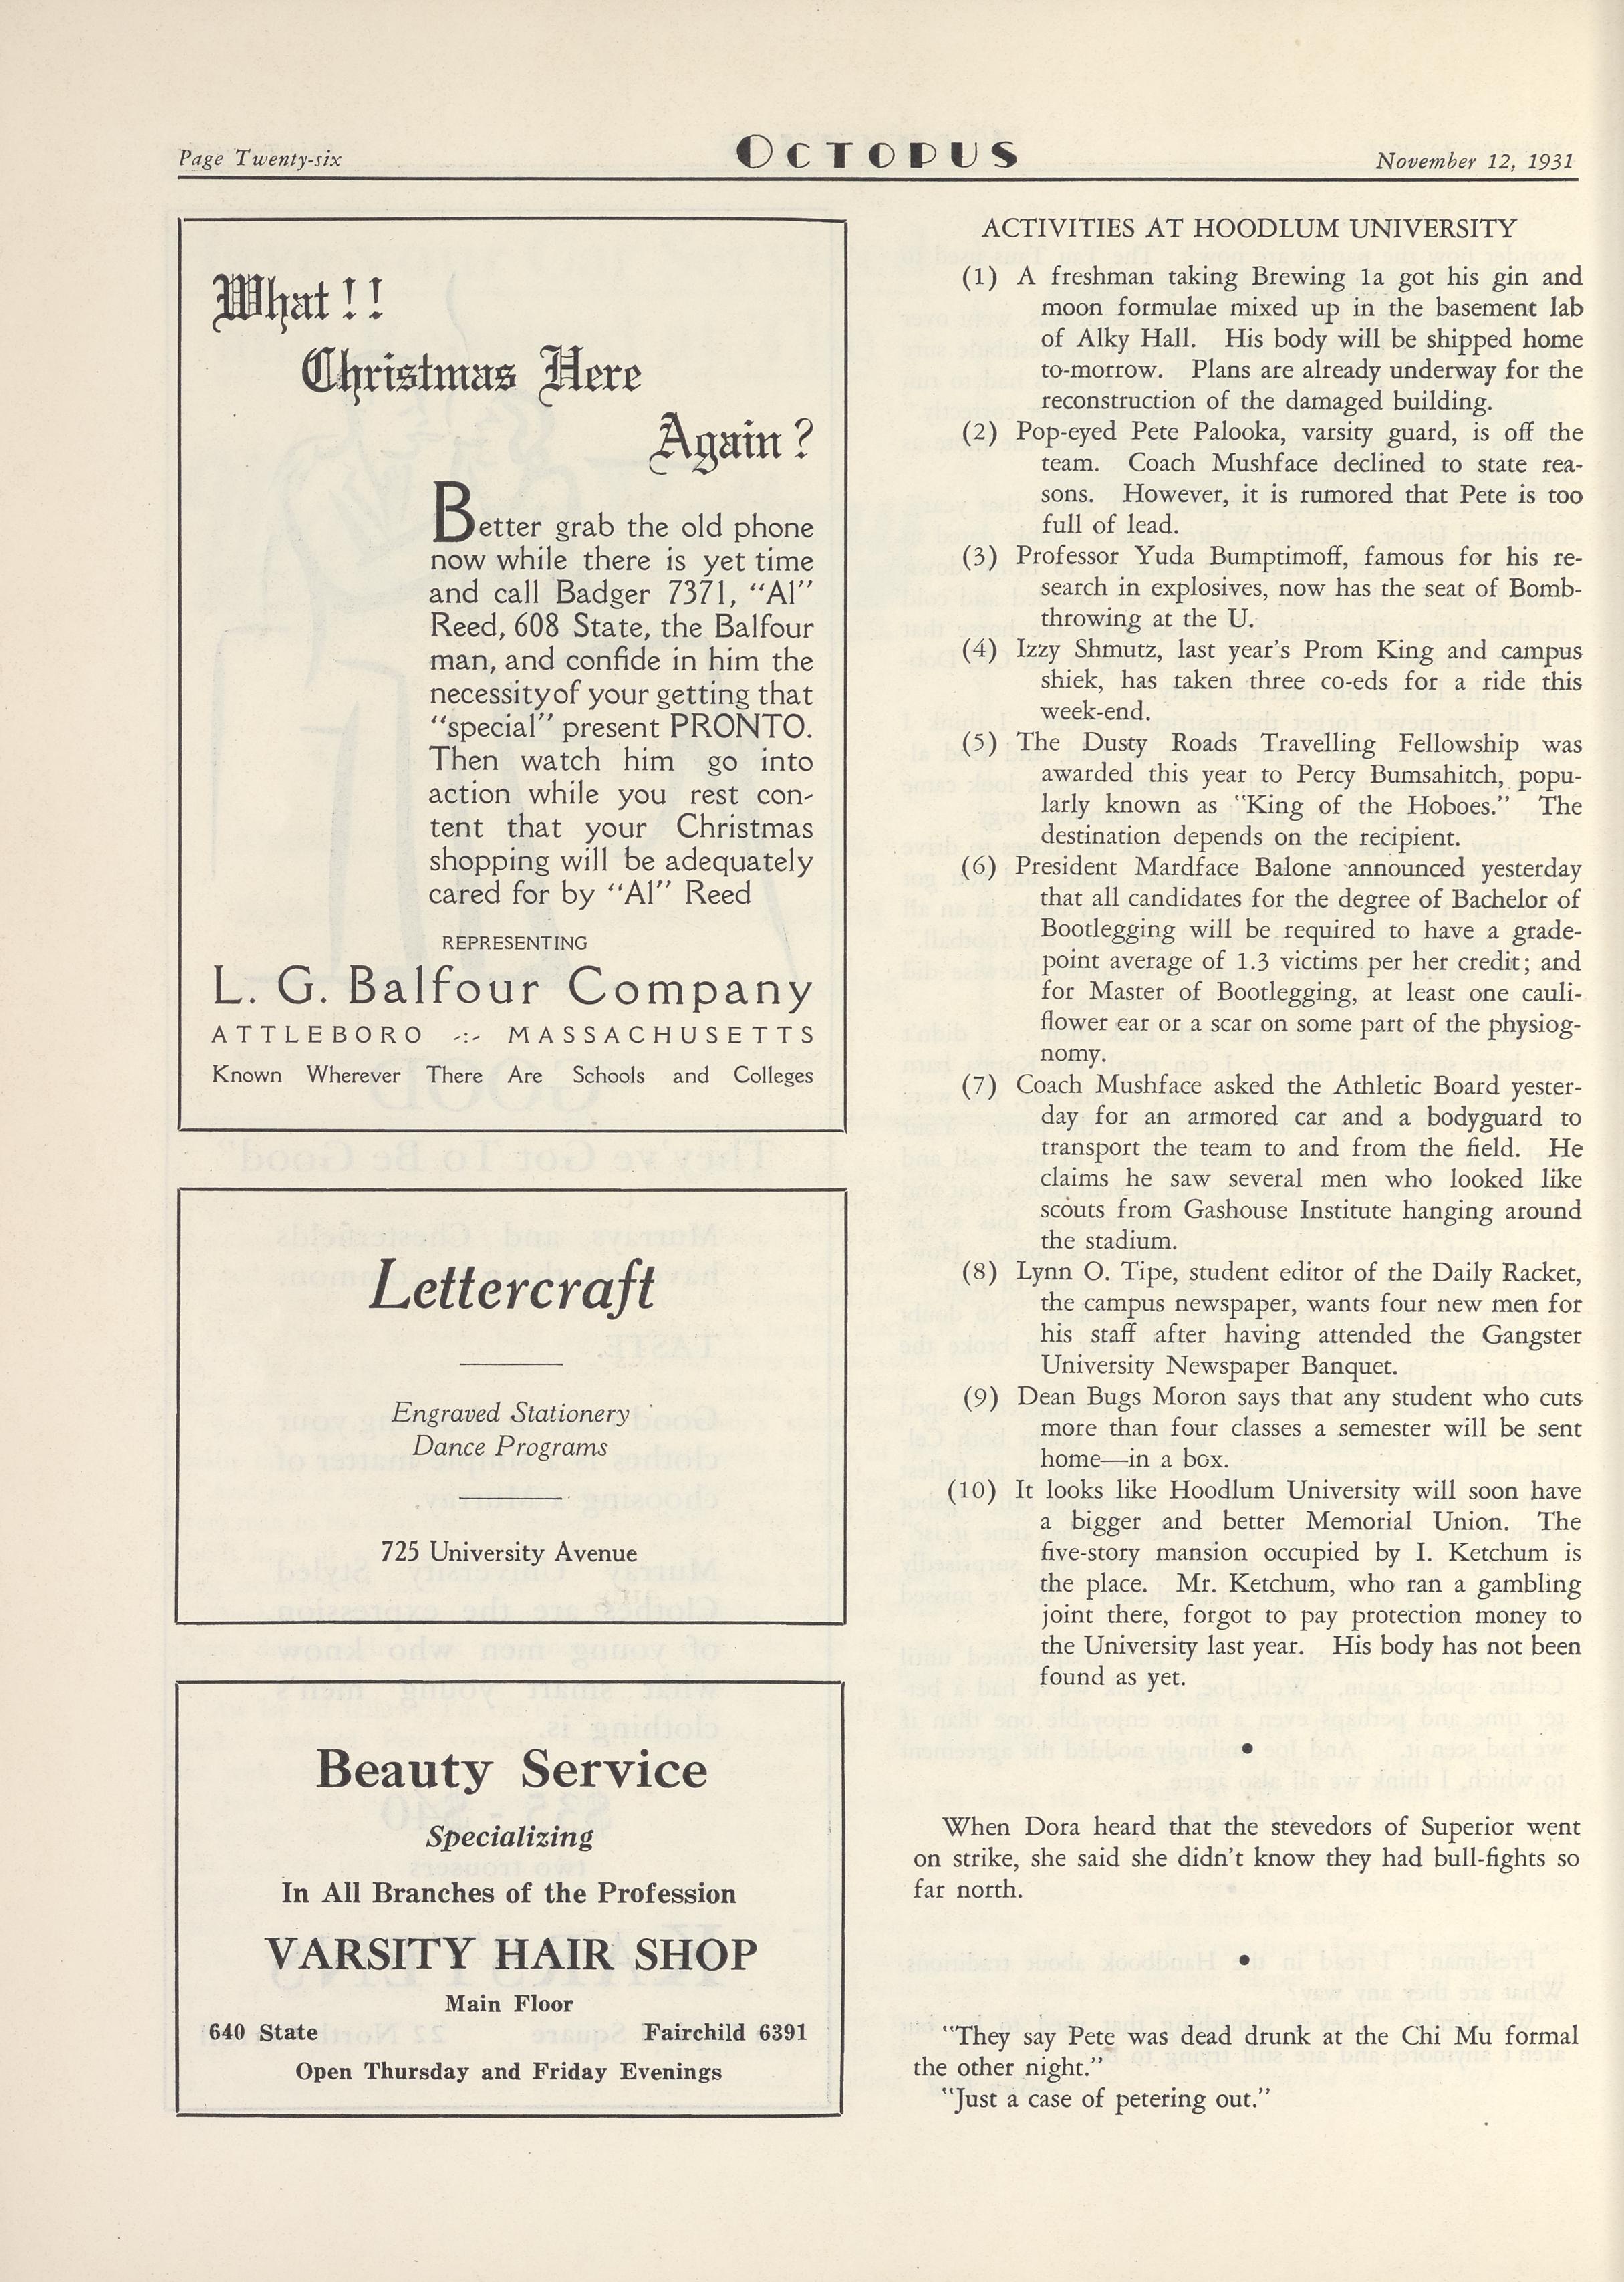 Page Twenty-six
OCTOPUS
November 12, 1931
What!!
Christmas Here
Again?
Better grab the old phone
now while there is yet time
and call Badger 7371, "Al"
Reed, 608 State, the Balfour
man, and confide in him the
necessity of your getting that
"special" present PRONTO.
Then watch him go into
action while you rest con-
tent that your Christmas
shopping will be adequately
cared for by "Al" Reed
REPRESENTING
L. G. Balfour Company
ATTLEBORO -:- MASSACHUSETTS
Known Wherever There Are Schools and Colleges
Lettercraft
Engraved Stationery
Dance Programs
725 University Avenue
Beauty Service
Specializing
In All Branches of the Profession
VARSITY HAIR SHOP
Main Floor
640 State Fairchild 6391
Open Thursday and Friday Evenings
ACTIVITIES AT HOODLUM UNIVERSITY
(1) A freshman taking Brewing 1a got his gin and
moon formulae mixed up in the basement lab
of Alky Hall. His body will be shipped home
to-morrow. Plans are already underway for the
reconstruction of the damaged building.
(2) Pop-eyed Pete Palooka, varsity guard, is off the
team. Coach Mushface declined to state rea-
sons. However, it is rumored that Pete is too
full of lead.
(3) Professor Yuda Bumptimoff, famous for his re-
search in explosives, now has the seat of Bomb-
throwing at the U.
(4) Izzy Shmutz, last year's Prom King and campus
shiek, has taken three co-eds for a ride this
week-end.
(5) The Dusty Roads Travelling Fellowship was
awarded this year to Percy Bumsahitch, popu-
larly known as "King of the Hoboes." The
destination depends on the recipient.
(6) President Mardface Balone announced yesterday
that all candidates for the degree of Bachelor of
Bootlegging will be required to have a grade-
point average of 1.3 victims per her credit; and
for Master of Bootlegging, at least one cauli-
flower ear or a scar on some part of the physiog-
nomy.
(7) Coach Mushface asked the Athletic Board yester-
day for an armored car and a bodyguard to
transport the team to and from the field. He
claims he saw several men who looked like
scouts from Gashouse Institute hanging around
the stadium.
(8) Lynn O. Tipe, student editor of the Daily Racket,
the campus newspaper, wants four new men for
his staff after having attended the Gangster
University Newspaper Banquet.
(9) Dean Bugs Moron says that any student who cuts
more than four classes a semester will be sent
home—in a box.
(10) It looks like Hoodlum University will soon have
a bigger and better Memorial Union. The
five-story mansion occupied by I. Ketchum is
the place. Mr. Ketchum, who ran a gambling
joint there, forgot to pay protection money to
the University last year. His body has not been
found as yet.
•
When Dora heard that the stevedors of Superior went
on strike, she said she didn't know they had bull-fights so
far north.
•
"They say Pete was dead drunk at the Chi Mu formal
the other night."
"Just a case of petering out."